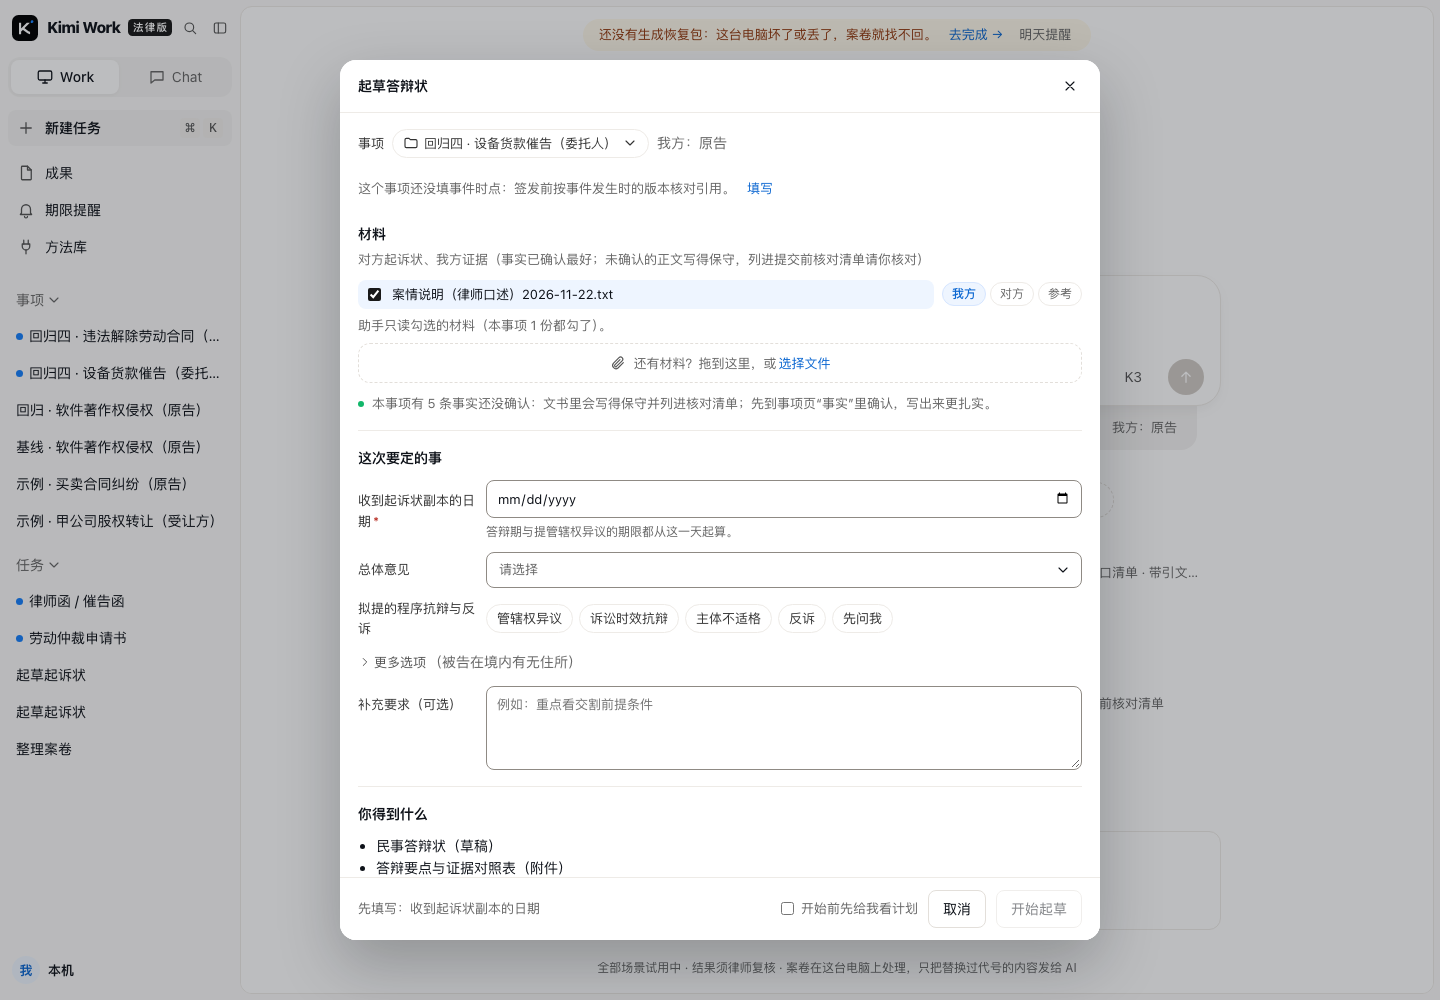 Kimi Work 法律版
Work
Chat
新建任务 ⌘ K
成果
期限提醒
方法库
事项
回归四 · 违法解除劳动合同（...
回归四 · 设备货款催告（委托...
回归 · 软件著作权侵权（原告）
基线 · 软件著作权侵权（原告）
示例 · 买卖合同纠纷（原告）
示例 · 甲公司股权转让（受让方）
任务
律师函 / 催告函
劳动仲裁申请书
起草起诉状
起草起诉状
整理案卷
我 本机
还没有生成恢复包：这台电脑坏了或丢了，案卷就找不回。 去完成 → 明天提醒
起草答辩状
事项 回归四 · 设备货款催告（委托人） 我方：原告
这个事项还没填事件时点：签发前按事件发生时的版本核对引用。 填写
材料
对方起诉状、我方证据（事实已确认最好；未确认的正文写得保守，列进提交前核对清单请你核对）
案情说明（律师口述）2026-11-22.txt 我方 对方 参考
助手只读勾选的材料（本事项 1 份都勾了）。
还有材料？拖到这里，或选择文件
本事项有 5 条事实还没确认：文书里会写得保守并列进核对清单；先到事项页“事实”里确认，写出来更扎实。
这次要定的事
收到起诉状副本的日期 *
mm/dd/yyyy
答辩期与提管辖权异议的期限都从这一天起算。
总体意见 请选择
拟提的程序抗辩与反诉
管辖权异议 诉讼时效抗辩 主体不适格 反诉 先问我
更多选项 （被告在境内有无住所）
补充要求（可选） 例如：重点看交割前提条件
你得到什么
民事答辩状（草稿）
答辩要点与证据对照表（附件）
先填写：收到起诉状副本的日期 开始前先给我看计划 取消 开始起草
K3
我方：原告
口清单 · 带引文...
前核对清单
全部场景试用中 · 结果须律师复核 · 案卷在这台电脑上处理，只把替换过代号的内容发给 AI